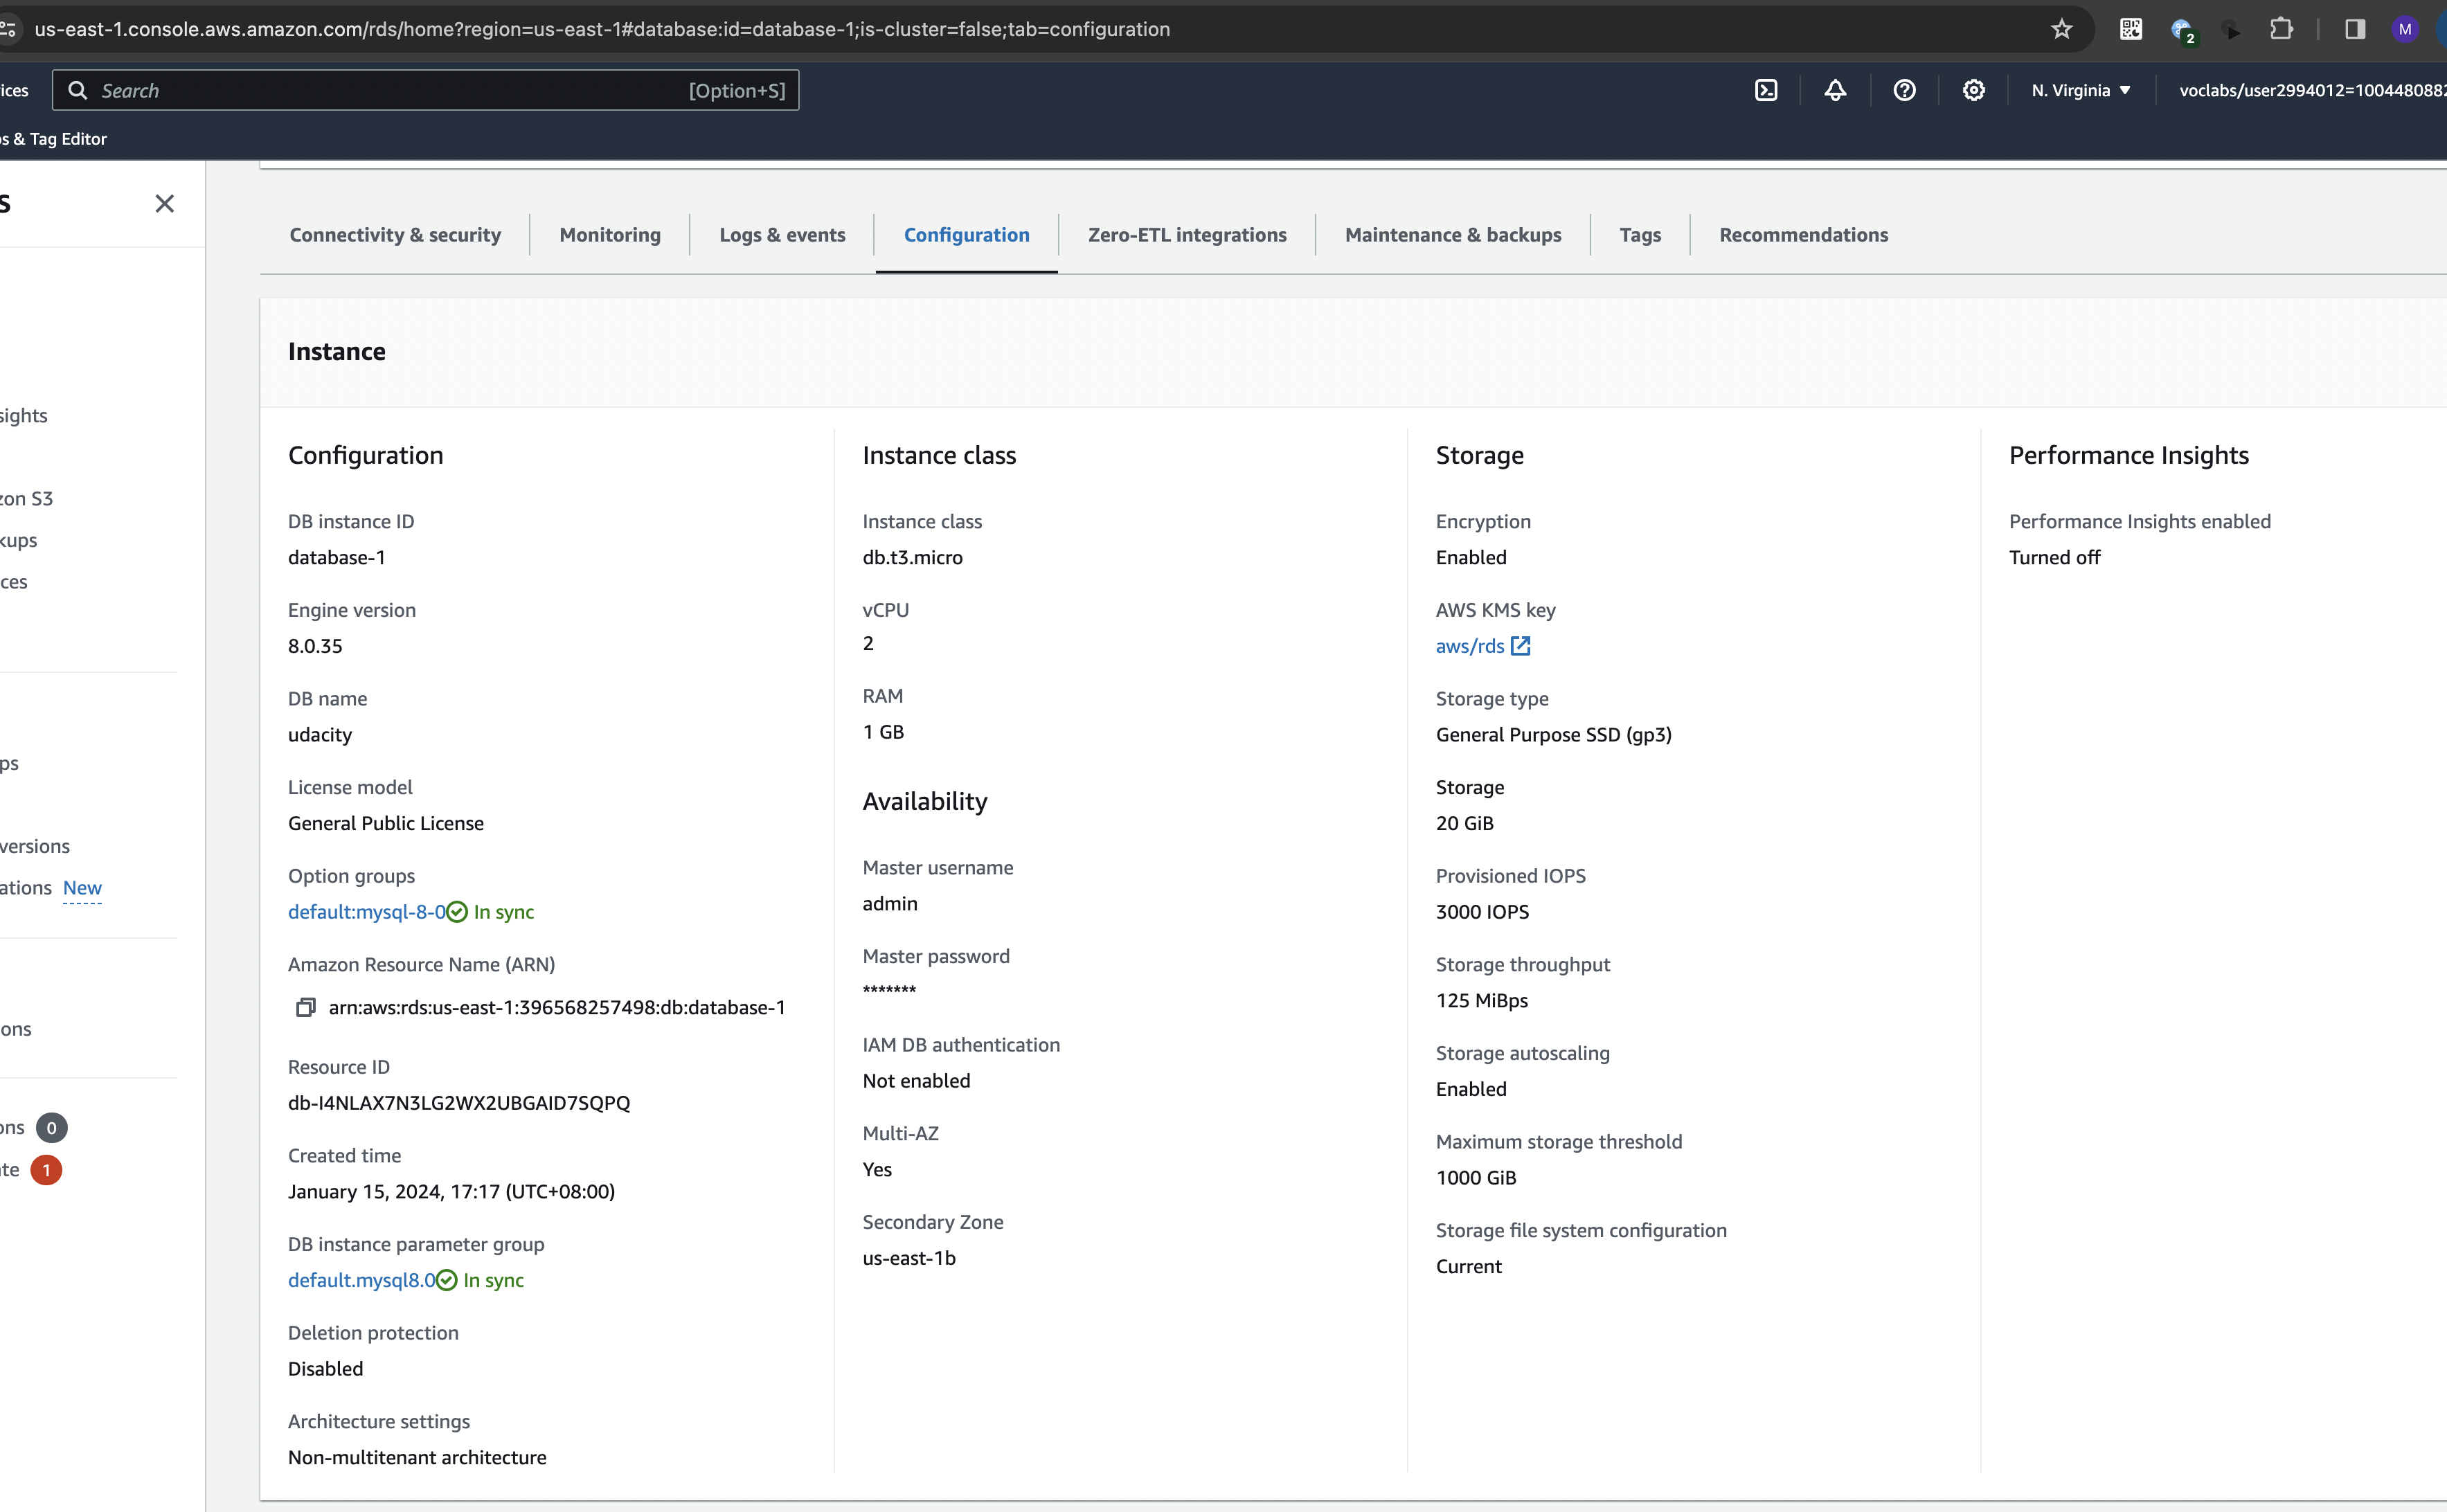 us-east-1.console.aws.amazon.com/rds/home?region=us-east-1#database:id=database-1;is-cluster=false;tab=configuration
2
M
ices
Search
[Option+S]
N. Virginia ▼
voclabs/user2994012=100448088
s & Tag Editor
s
Connectivity & security
Monitoring
Logs & events
Configuration
Zero-ETL integrations
Maintenance & backups
Tags
Recommendations
sights
zon S3
kups
ces
ps
versions
ations New
ons
ons 0
te 1
Instance
Configuration
DB instance ID
database-1
Engine version
8.0.35
DB name
udacity
License model
General Public License
Option groups
default:mysql-8-0 In sync
Amazon Resource Name (ARN)
arn:aws:rds:us-east-1:396568257498:db:database-1
Resource ID
db-I4NLAX7N3LG2WX2UBGAID7SQPQ
Created time
January 15, 2024, 17:17 (UTC+08:00)
DB instance parameter group
default.mysql8.0 In sync
Deletion protection
Disabled
Architecture settings
Non-multitenant architecture
Instance class
Instance class
db.t3.micro
vCPU
2
RAM
1 GB
Availability
Master username
admin
Master password
*******
IAM DB authentication
Not enabled
Multi-AZ
Yes
Secondary Zone
us-east-1b
Storage
Encryption
Enabled
AWS KMS key
aws/rds
Storage type
General Purpose SSD (gp3)
Storage
20 GiB
Provisioned IOPS
3000 IOPS
Storage throughput
125 MiBps
Storage autoscaling
Enabled
Maximum storage threshold
1000 GiB
Storage file system configuration
Current
Performance Insights
Performance Insights enabled
Turned off